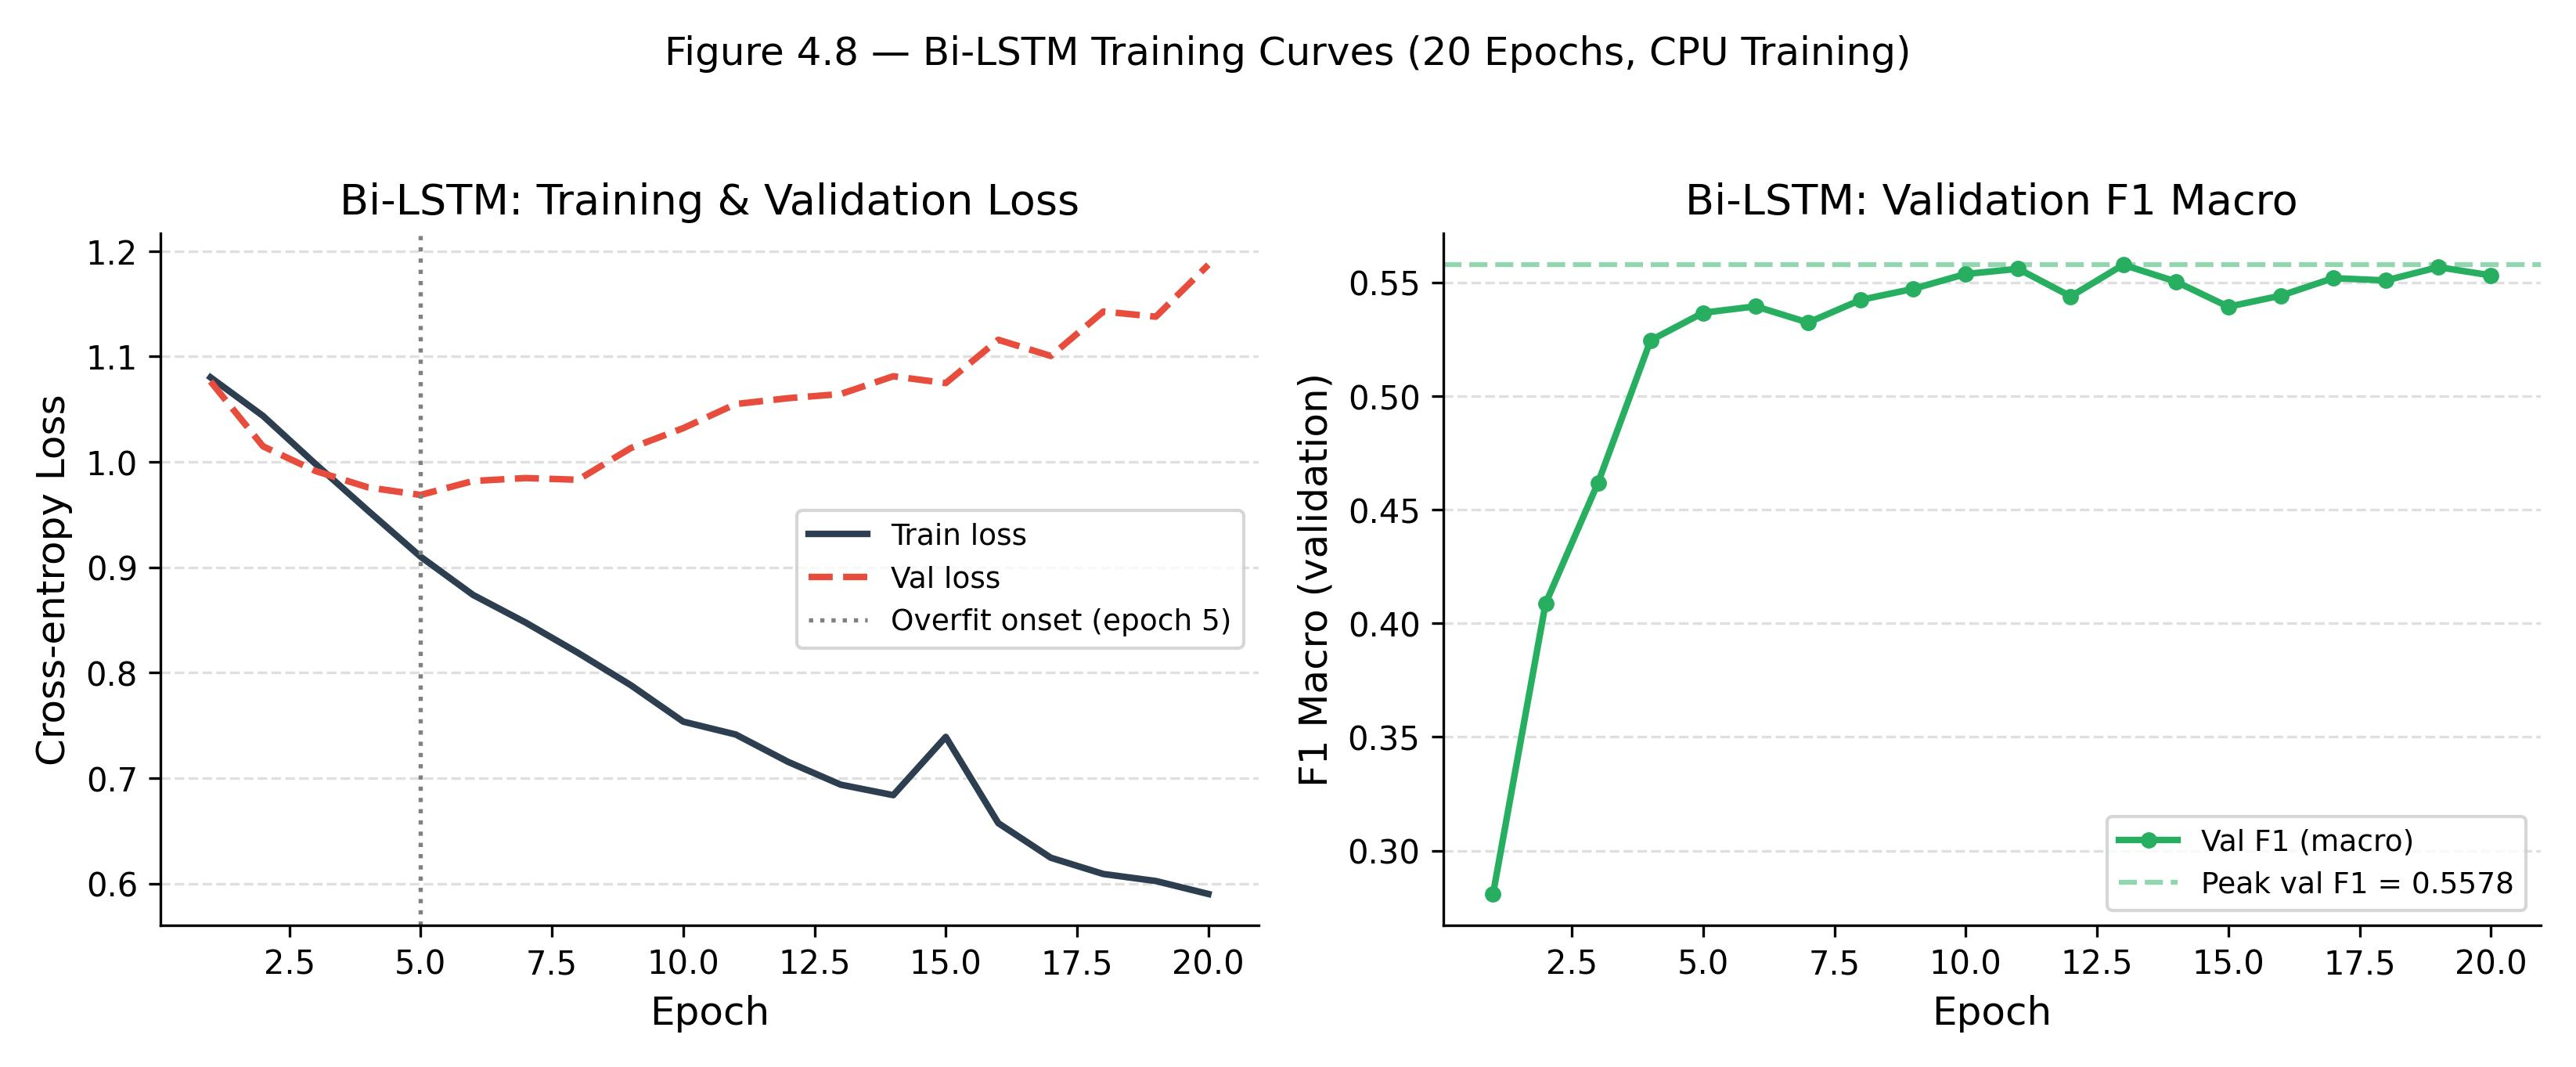 Figure 4.8 — Bi-LSTM Training Curves (20 Epochs, CPU Training)
Bi-LSTM: Training & Validation Loss
Cross-entropy Loss
1.2
1.1
1.0
0.9
0.8
0.7
0.6
Train loss
Val loss
Overfit onset (epoch 5)
2.5 5.0 7.5 10.0 12.5 15.0 17.5 20.0
Epoch
Bi-LSTM: Validation F1 Macro
F1 Macro (validation)
0.55
0.50
0.45
0.40
0.35
0.30
Val F1 (macro)
Peak val F1 = 0.5578
2.5 5.0 7.5 10.0 12.5 15.0 17.5 20.0
Epoch